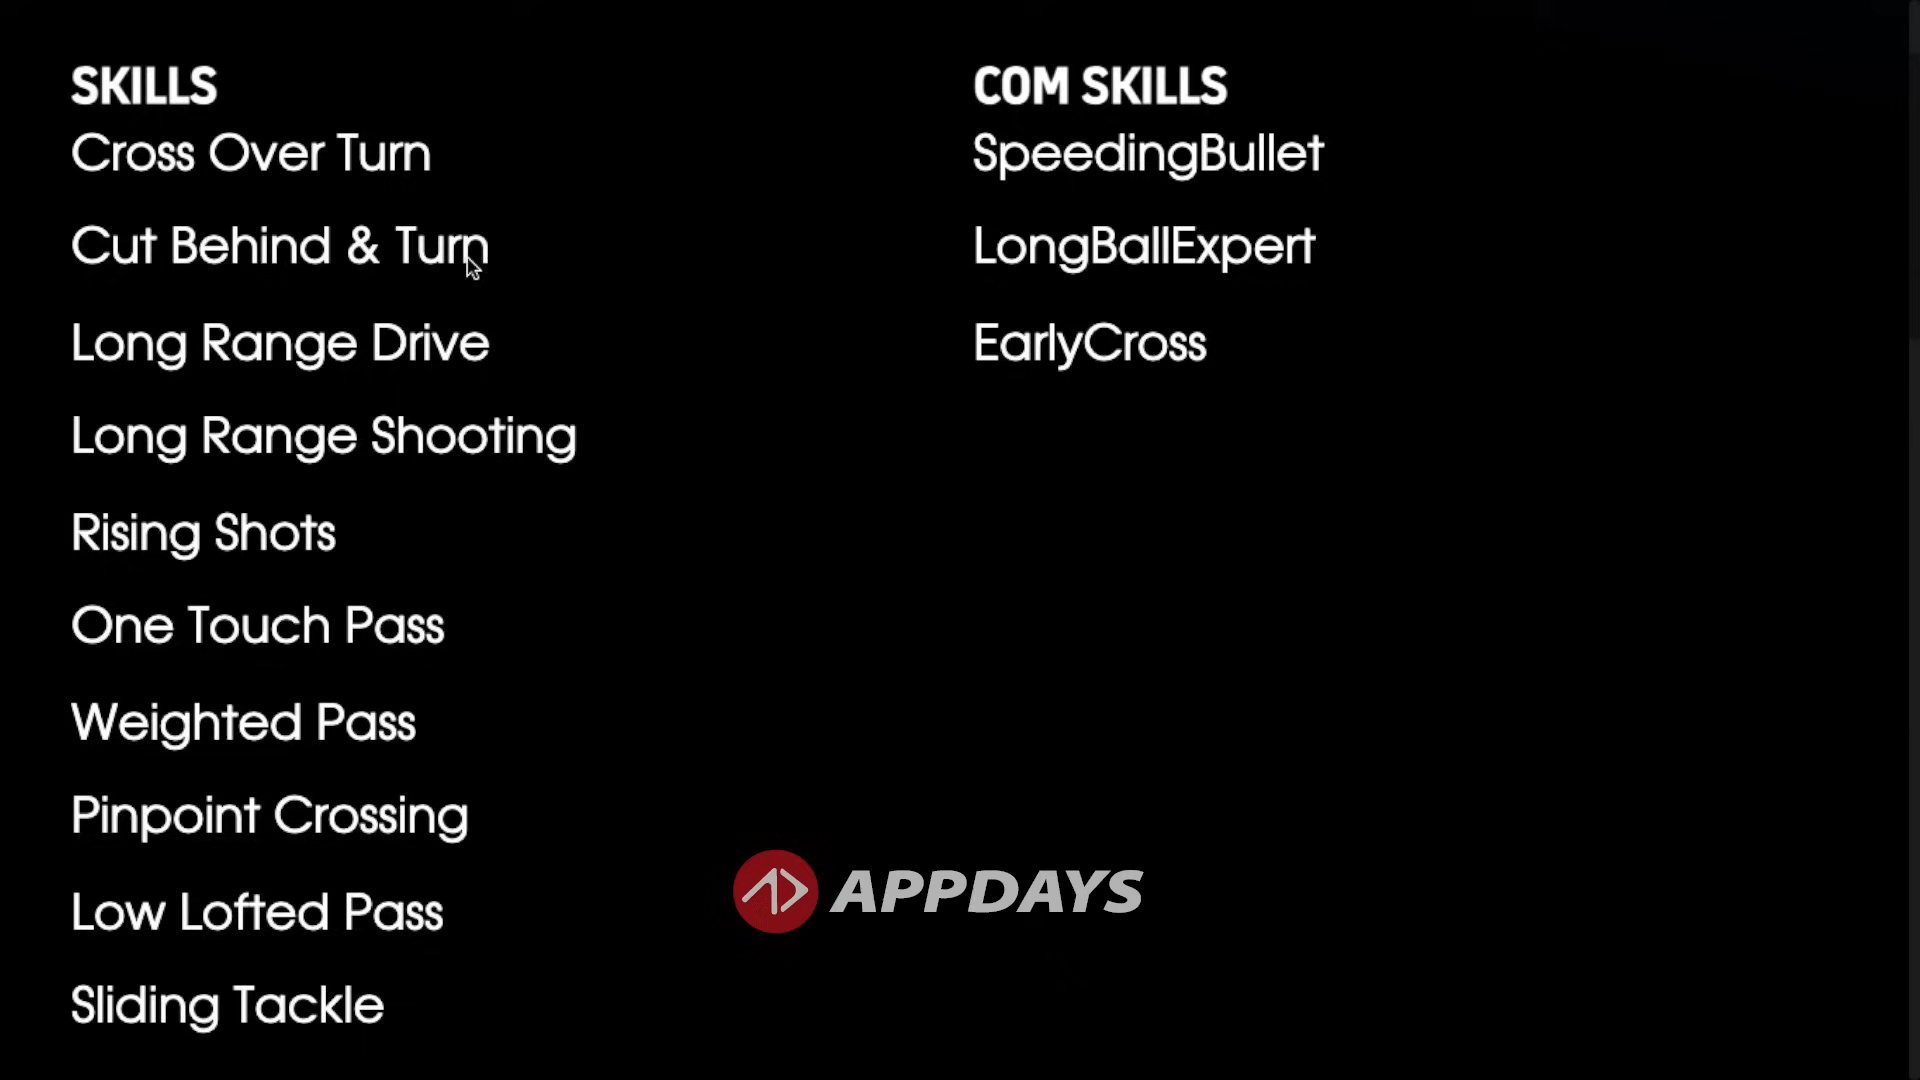 SKILLS
Cross Over Turn
Cut Behind & Turn
Long Range Drive
Long Range Shooting
Rising Shots
One Touch Pass
Weighted Pass
Pinpoint Crossing
Low Lofted Pass
Sliding Tackle
COM SKILLS
SpeedingBullet
LongBallExpert
EarlyCross
APPDAYS